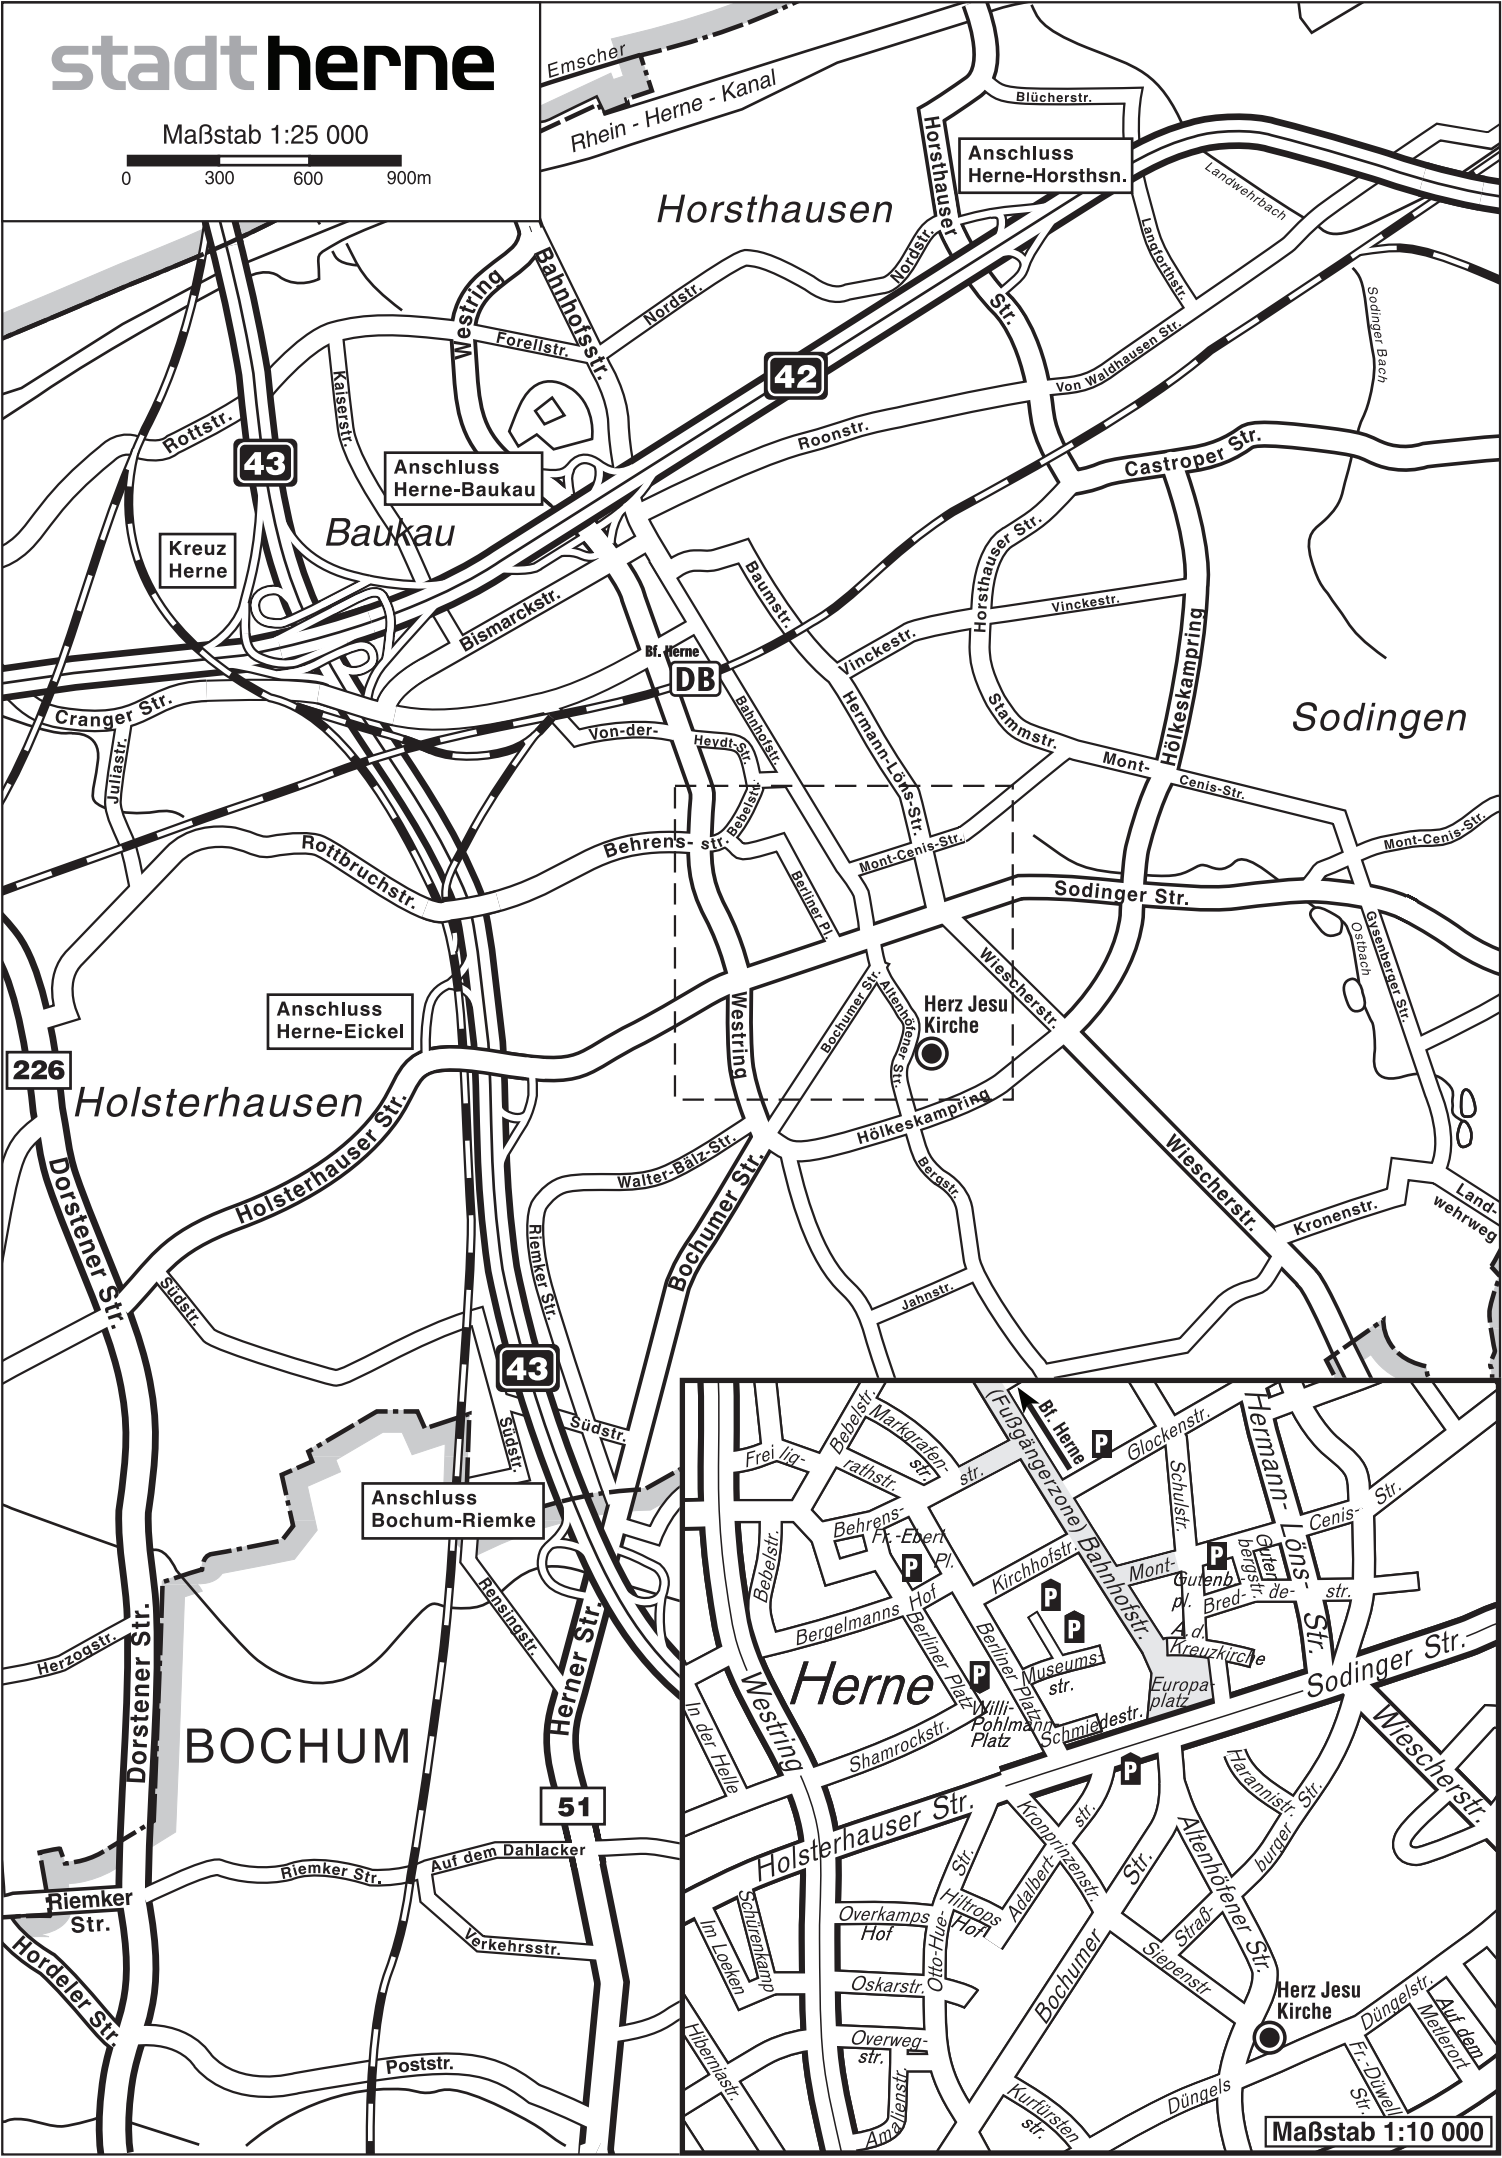 stadtherne
Maßstab 1:25 000
0 300 600 900m
Emscher
Rhein - Herne - Kanal
Blücherstr.
Horsthauser
Str.
Anschluss
Herne-Horsthsn.
Landwehrbach
Horsthausen
Langforthstr.
Nordstr.
Nordstr.
Westring
Bahnhofsstr.
Forellstr.
Sodinger Bach
Von Waldhausen Str.
42
Kaiserstr.
Rottstr.
Roonstr.
43
Castroper Str.
Anschluss
Herne-Baukau
Baukau
Kreuz
Herne
Horsthauser Str.
Baumstr.
Bismarckstr.
Vinckestr.
Vinckestr.
Bf. Herne
DB
Hölkeskampring
Cranger Str.
Juliastr.
Von-der-
Heydt-Str.
Bahnhofstr.
Hermann-Löns-Str.
Stammstr.
Mont-
Cenis-Str.
Sodingen
Bebelstr.
Behrens-
str.
Mont-Cenis-Str.
Mont-Cenis-Str.
Rottbruchstr.
Berliner Pl.
Sodinger Str.
Gysenberger Str.
Ostbach
Wiescherstr.
Anschluss
Herne-Eickel
Westring
Bochumer Str.
Altenhöfener Str.
Herz Jesu
Kirche
226
Holsterhausen
Hölkeskampring
Holsterhauser Str.
Dorstener Str.
Walter-Bälz-Str.
Bergstr.
Wiescherstr.
Bochumer Str.
Riemker Str.
Kronenstr.
Land-
wehrweg
Südstr.
Jahnstr.
43
Südstr.
Südstr.
Anschluss
Bochum-Riemke
Rensingstr.
Herner Str.
Herzogstr.
Dorstener Str.
BOCHUM
51
Riemker
Str.
Riemker Str.
Auf dem Dahlacker
Verkehrsstr.
Hordeler Str.
Poststr.
Bebelstr.
Markgrafen-
str.
(Fußgängerzone) Bahnhofstr.
Bf. Herne
P
Glockenstr.
Hermann-
Löns-
Str.
Freilig-
rathstr.
str.
Schulstr.
Cenis-
Str.
Behrens-
Fr.-Ebert
Pl.
P
Bebelstr.
Kirchhofstr.
Mont-
P
Gutenb.-
pl.
Guten-
bergstr.
Bred-
de-
str.
P
P
Bergelmanns Hof
Berliner Platz
Berliner Platz
A.d.
Kreuzkirche
Museums-
str.
Herne
P
Willi-
Pohlmann
Platz
Europa-
platz
Sodinger Str.
Schmiedestr.
Westring
In der Helle
Shamrockstr.
P
Wiescherstr.
Holsterhauser Str.
Kronprinzenstr.
Harannistr.
Adalbert-
str.
Altenhöfener Str.
Straß-
burger Str.
Schürenkamp
Im Loeken
Overkamps
Hof
Hiltrops
Hof
Otto-Hue-
Str.
Bochumer
Str.
Siepenstr
Oskarstr.
Herz Jesu
Kirche
Düngelstr.
Auf dem
Metlerort
Hiberniastr.
Overweg-
str.
Amalienstr.
Kurfürsten
str.
Düngels
Fr.-Düwell
Str.
Maßstab 1:10 000